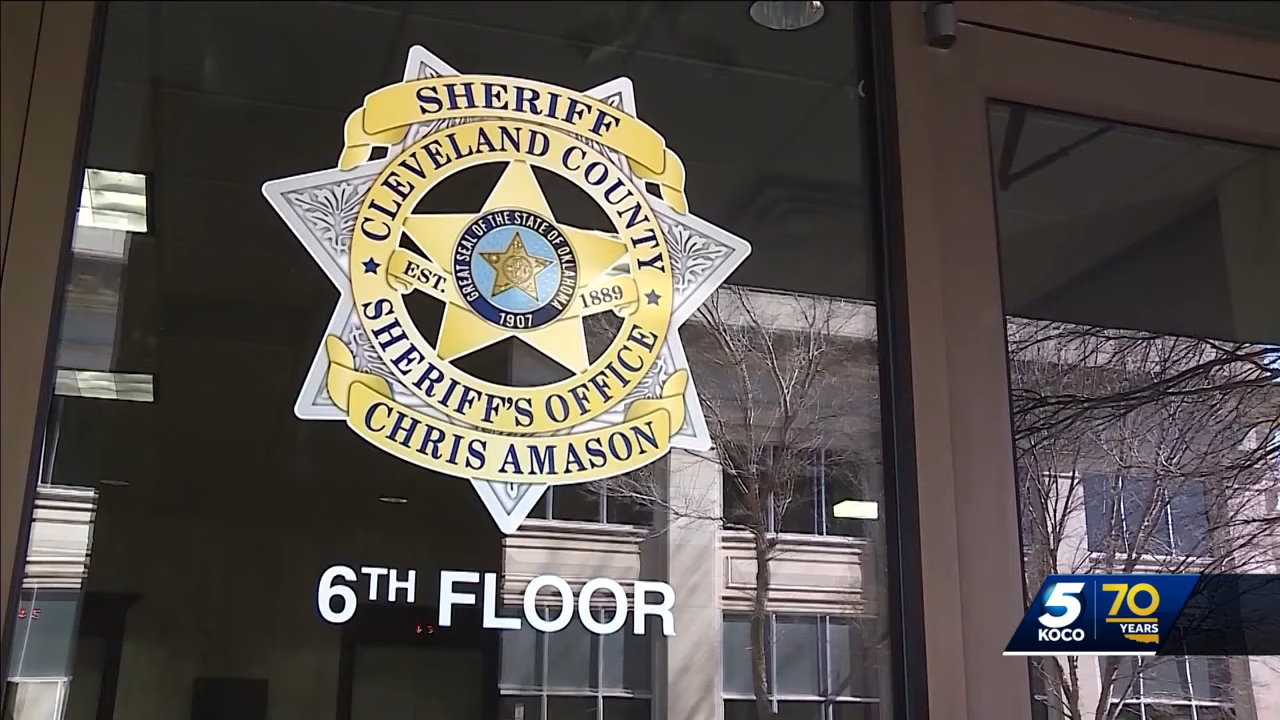 SHERIFF
CLEVELAND COUNTY
EST. 1889
GREAT SEAL OF THE STATE OF OKLAHOMA
1907
SHERIFF'S OFFICE
CHRIS AMASON
6TH FLOOR
5 KOCO
70 YEARS